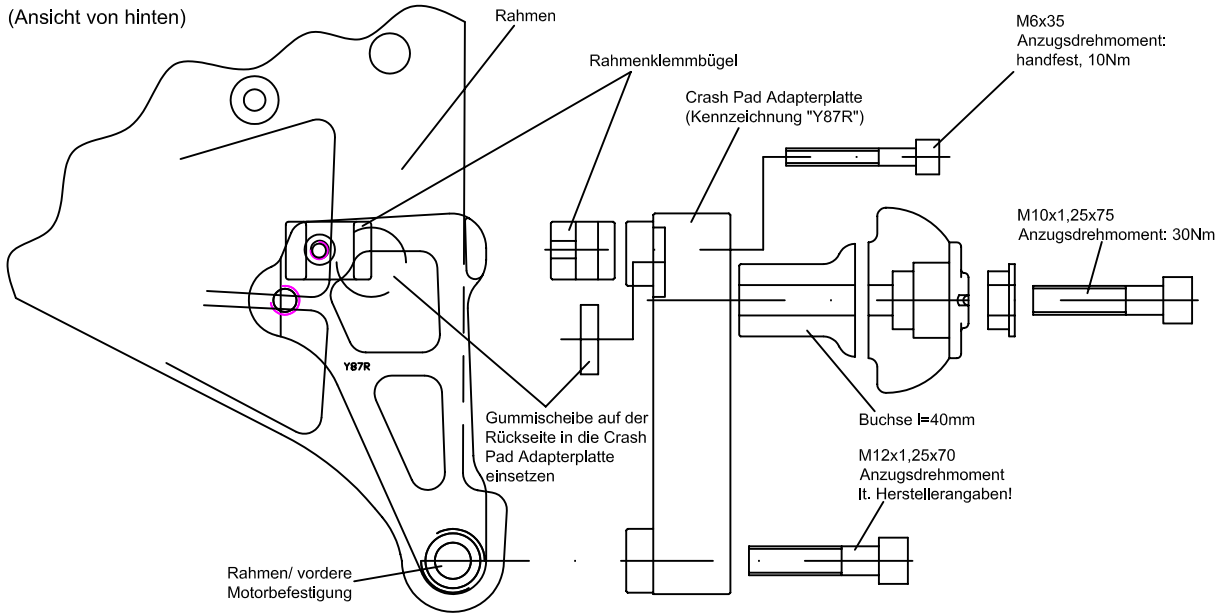 (Ansicht von hinten)
Rahmen
Rahmenklemmbügel
Crash Pad Adapterplatte
(Kennzeichnung "Y87R")
M6x35
Anzugsdrehmoment:
handfest, 10Nm
M10x1,25x75
Anzugsdrehmoment: 30Nm
Y87R
Gummischeibe auf der
Rückseite in die Crash
Pad Adapterplatte
einsetzen
Buchse l=40mm
M12x1,25x70
Anzugsdrehmoment
lt. Herstellerangaben!
Rahmen/ vordere
Motorbefestigung